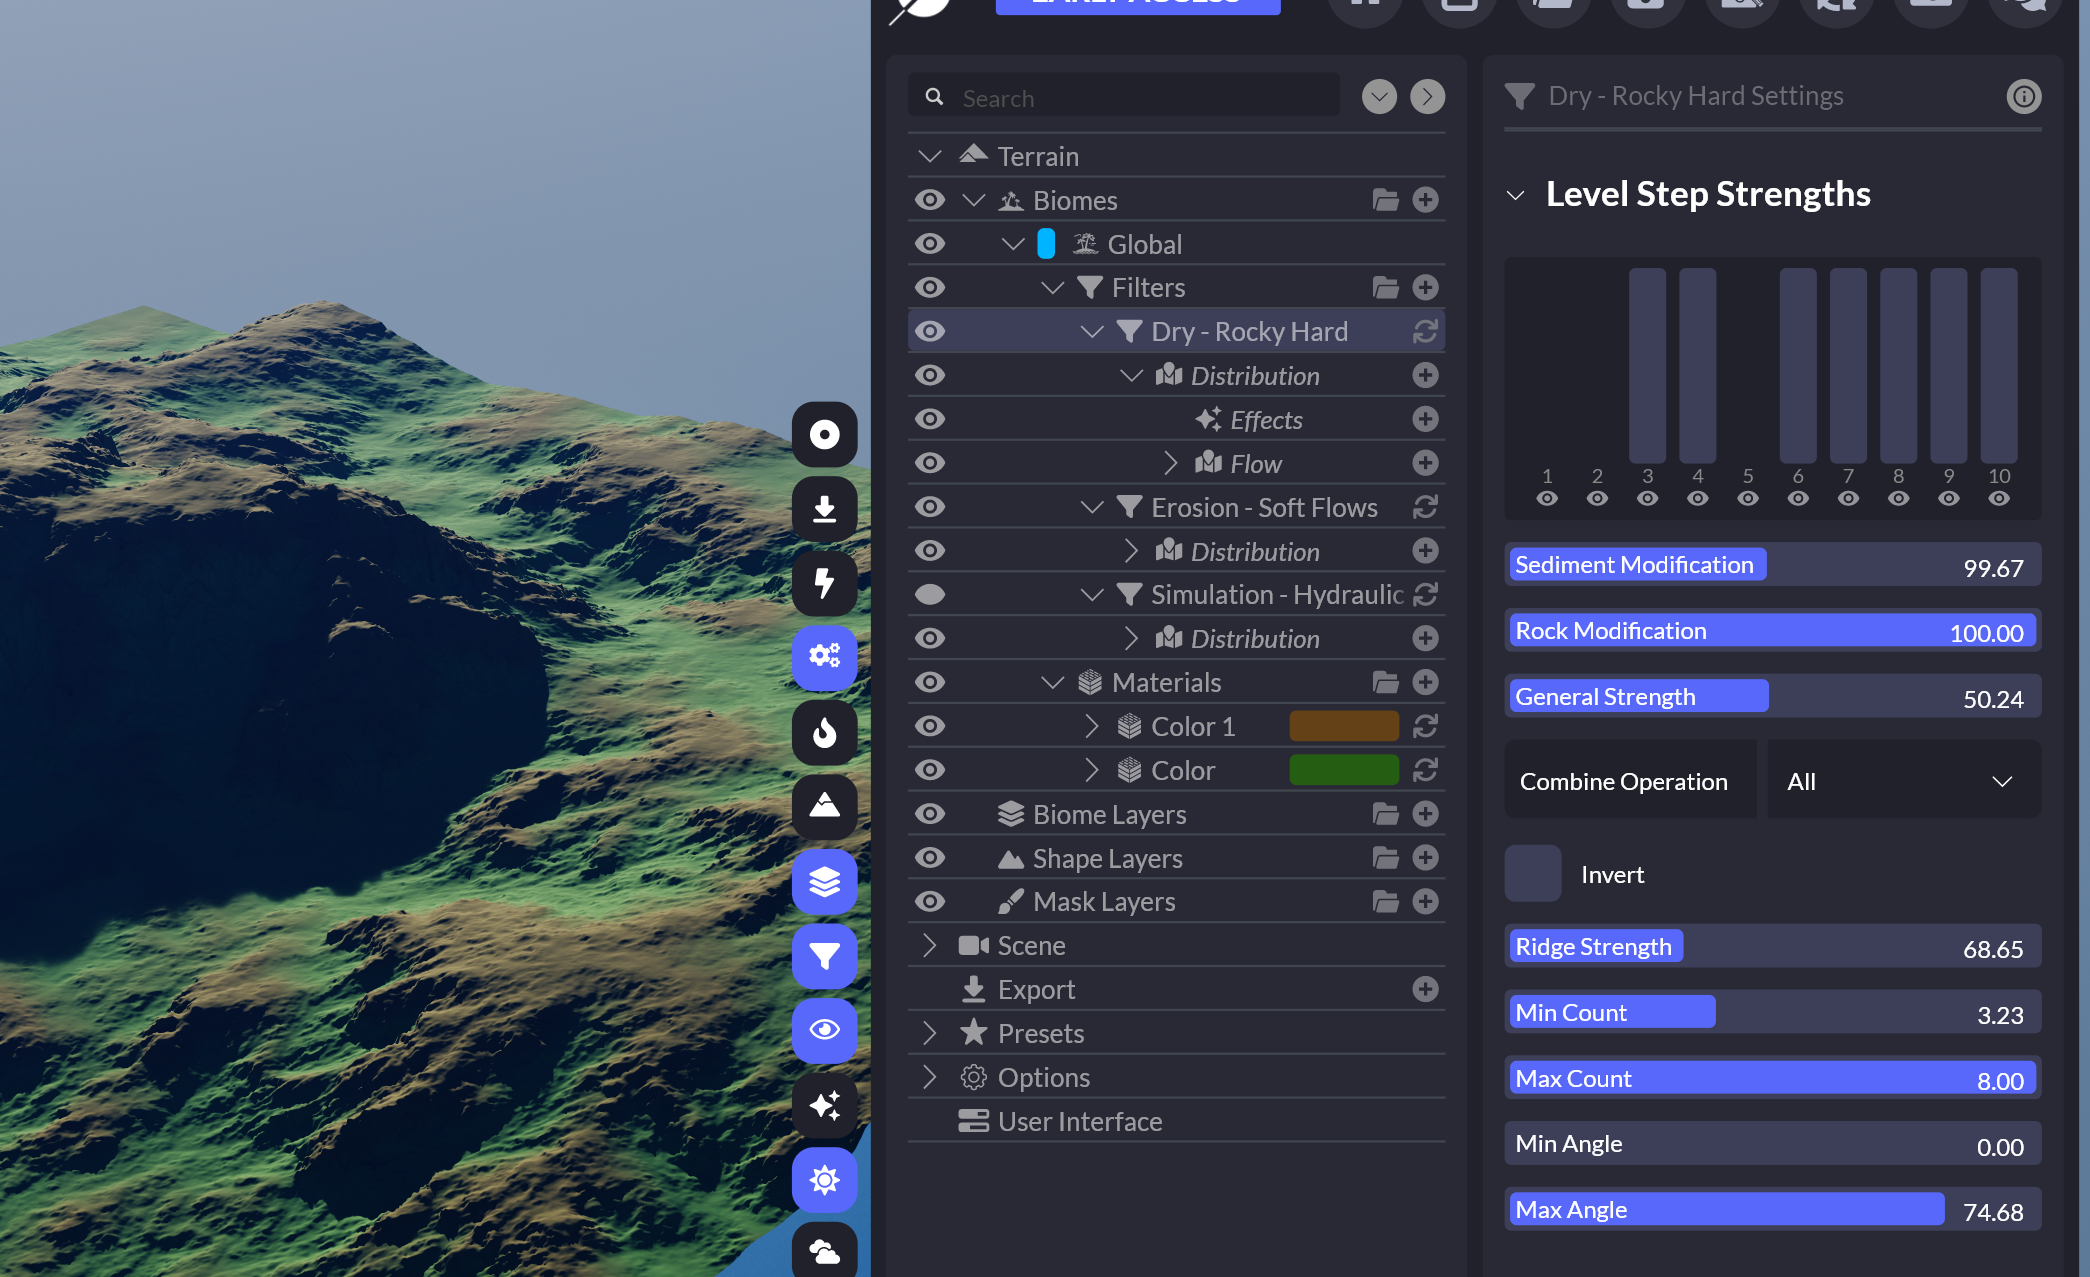 EARLY ACCESS
Search
Terrain
Biomes
Global
Filters
Dry - Rocky Hard
Distribution
Effects
Flow
Erosion - Soft Flows
Distribution
Simulation - Hydraulic
Distribution
Materials
Color 1
Color
Biome Layers
Shape Layers
Mask Layers
Scene
Export
Presets
Options
User Interface
Dry - Rocky Hard Settings
Level Step Strengths
1 2 3 4 5 6 7 8 9 10
Sediment Modification 99.67
Rock Modification 100.00
General Strength 50.24
Combine Operation All
Invert
Ridge Strength 68.65
Min Count 3.23
Max Count 8.00
Min Angle 0.00
Max Angle 74.68